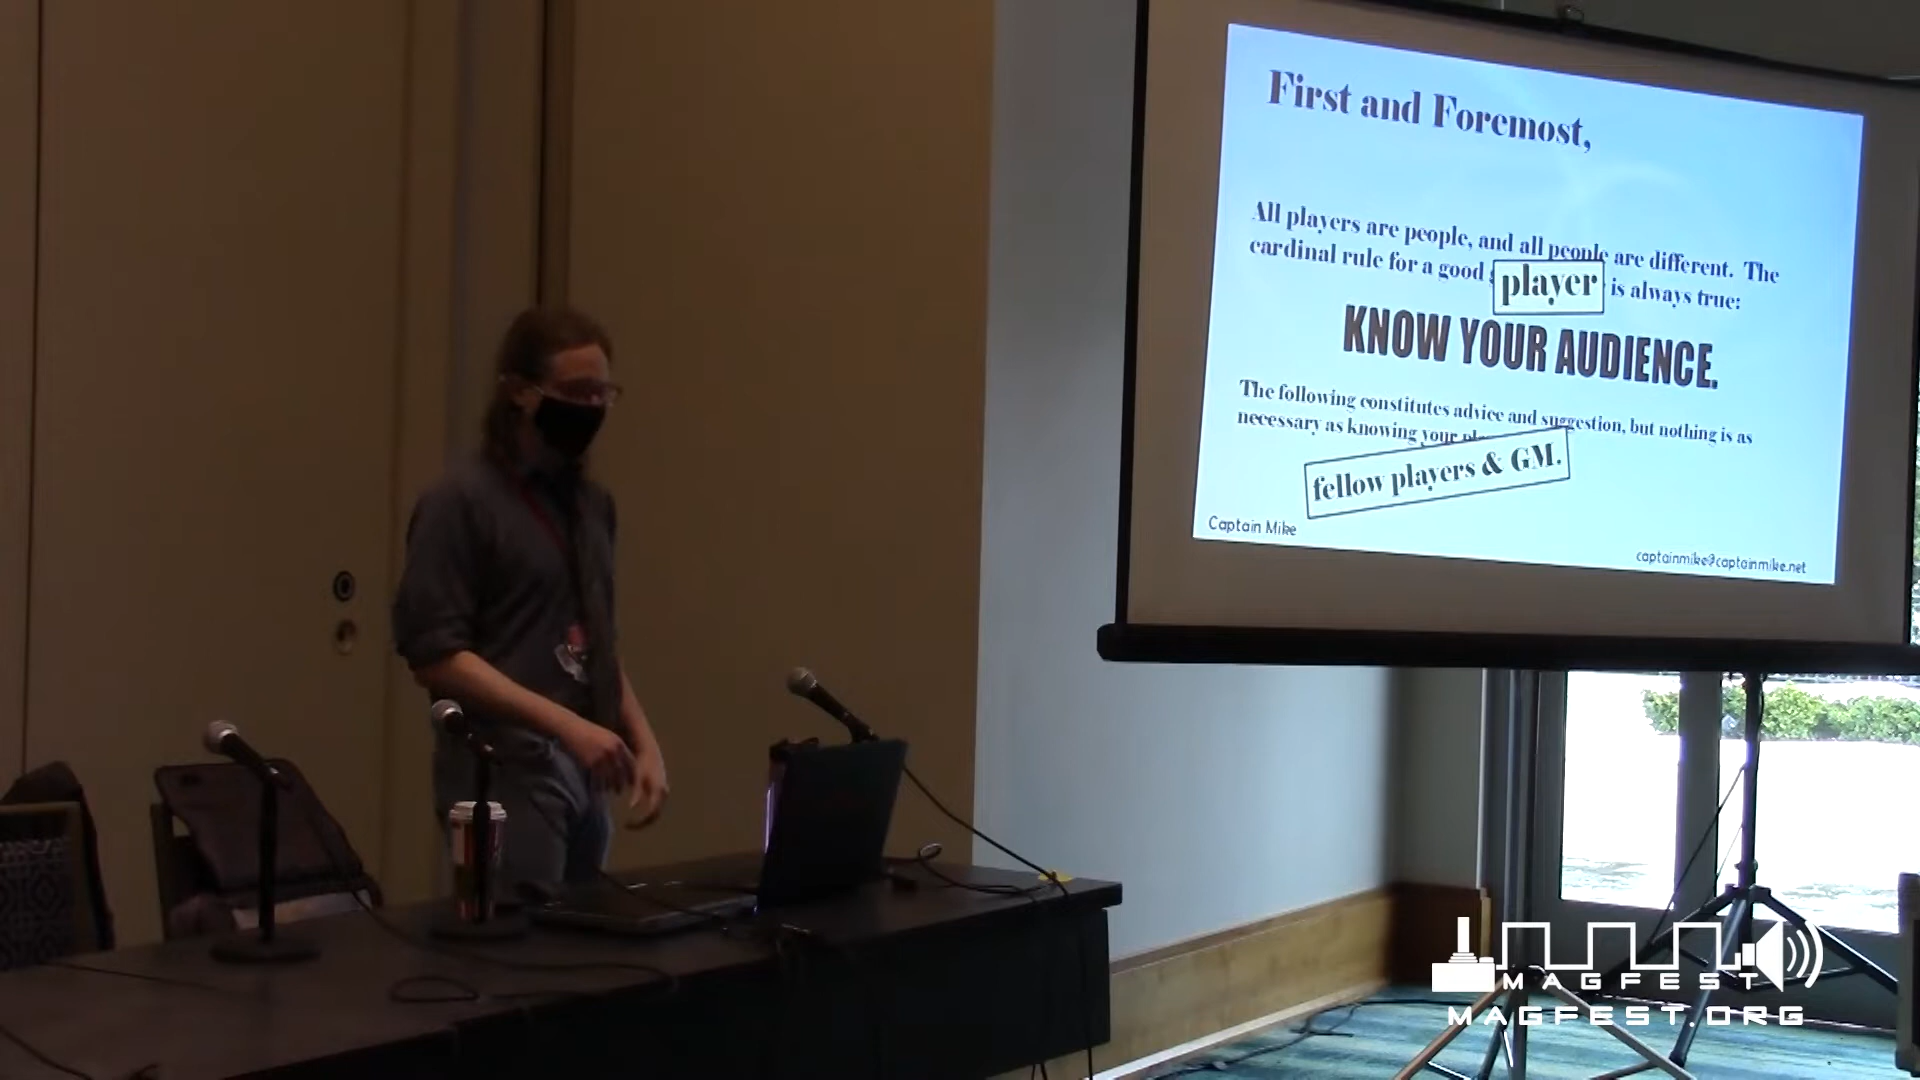 First and Foremost,
All players are people, and all people are different. The
cardinal rule for a good player is always true:
KNOW YOUR AUDIENCE.
The following constitutes advice and suggestion, but nothing is as
necessary as knowing your
fellow players & GM.
Captain Mike
captainmike@captainmike.net
MAGFEST
MAGFEST.ORG